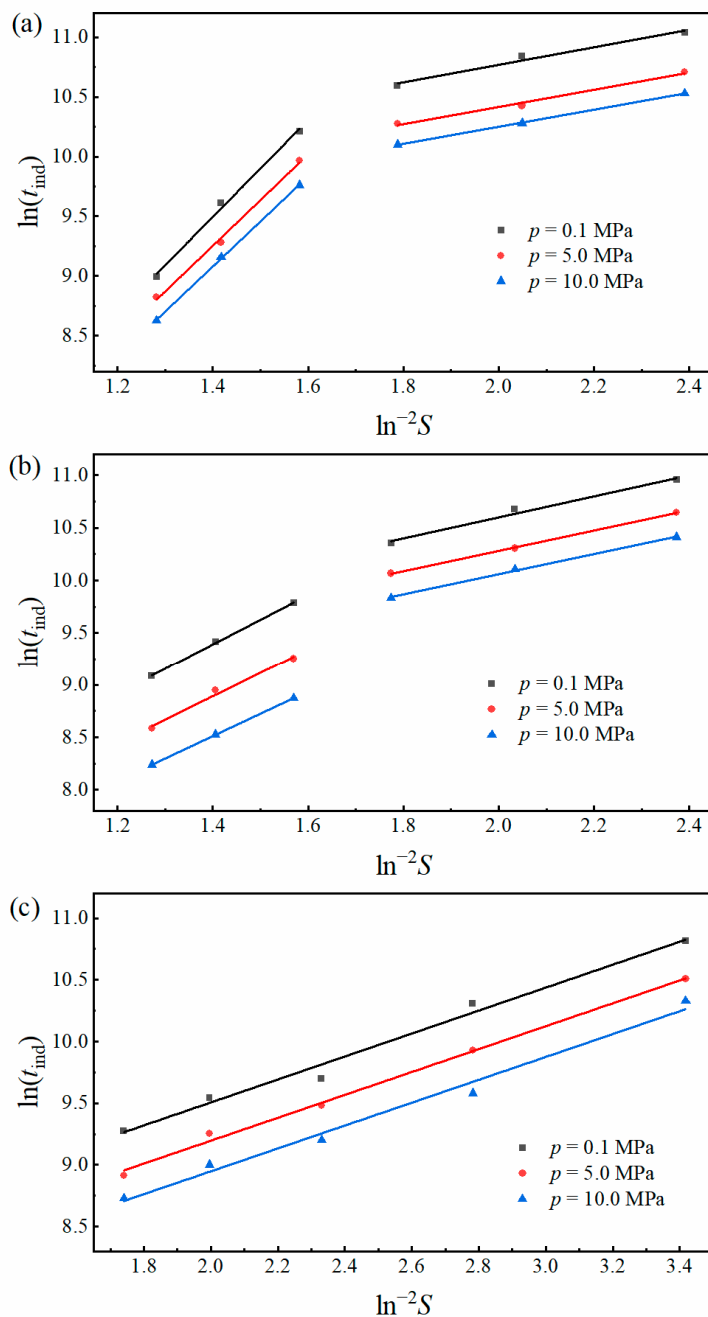 (a)
11.0
10.5
10.0
9.5
9.0
8.5
ln(t_ind)
p = 0.1 MPa
p = 5.0 MPa
p = 10.0 MPa
1.2 1.4 1.6 1.8 2.0 2.2 2.4
ln⁻²S
(b)
11.0
10.5
10.0
9.5
9.0
8.5
8.0
ln(t_ind)
p = 0.1 MPa
p = 5.0 MPa
p = 10.0 MPa
1.2 1.4 1.6 1.8 2.0 2.2 2.4
ln⁻²S
(c)
11.0
10.5
10.0
9.5
9.0
8.5
ln(t_ind)
p = 0.1 MPa
p = 5.0 MPa
p = 10.0 MPa
1.8 2.0 2.2 2.4 2.6 2.8 3.0 3.2 3.4
ln⁻²S